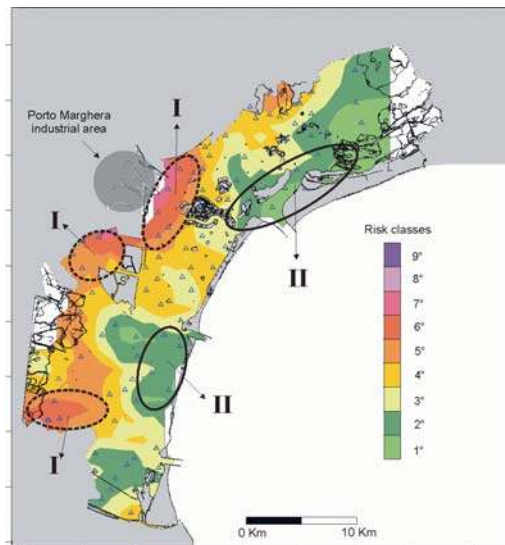 Porto Marghera
industrial area
I
I
II
Risk classes
9°
8°
7°
6°
5°
4°
3°
2°
1°
II
I
0 Km
10 Km